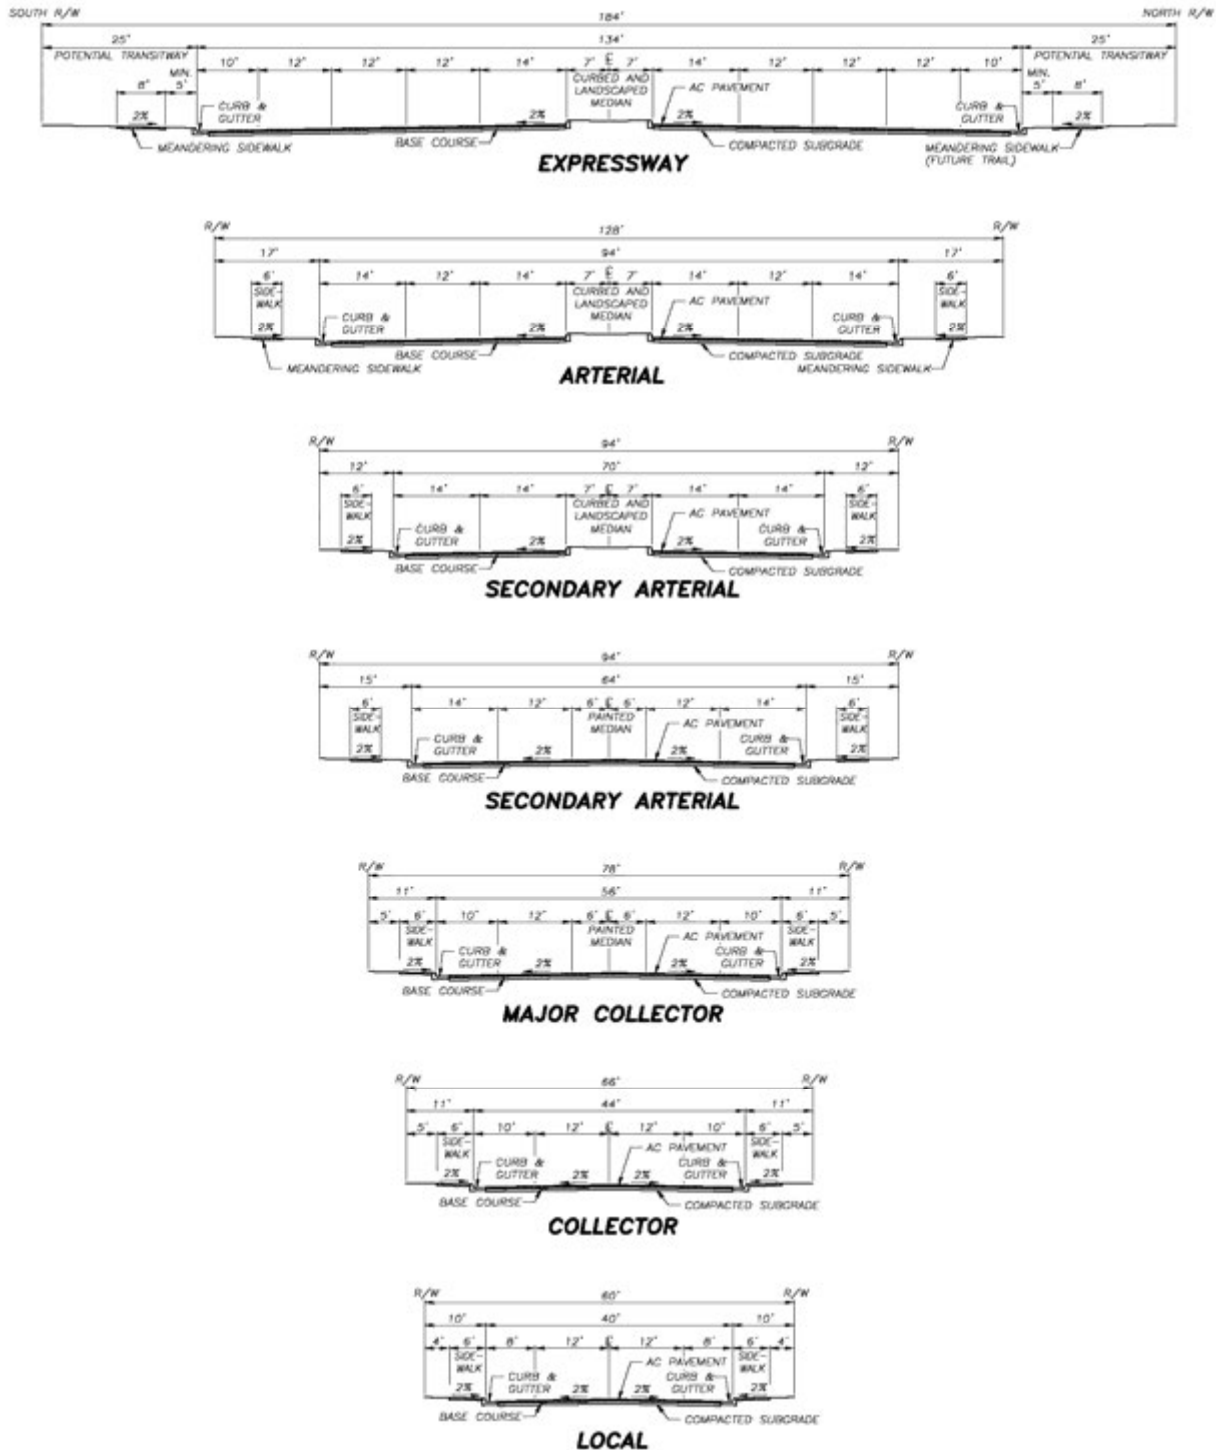 SOUTH R/W 184' NORTH R/W
25' 134' 25'
POTENTIAL TRANSITWAY POTENTIAL TRANSITWAY
10' 12' 12' 12' 14' 7' ℄ 7' 14' 12' 12' 12' 10'
MIN. MIN.
8' 5' 5' 8'
CURBED AND
LANDSCAPED
MEDIAN
AC PAVEMENT
CURB &
GUTTER
CURB &
GUTTER
2% 2% 2% 2%
MEANDERING SIDEWALK BASE COURSE COMPACTED SUBGRADE MEANDERING SIDEWALK
(FUTURE TRAIL)
EXPRESSWAY
R/W R/W
128'
17' 94' 17'
6' 14' 12' 14' 7' ℄ 7' 14' 12' 14' 6'
SIDE-
WALK
CURBED AND
LANDSCAPED
MEDIAN
AC PAVEMENT
SIDE-
WALK
CURB &
GUTTER
CURB &
GUTTER
2% 2% 2% 2%
BASE COURSE COMPACTED SUBGRADE
MEANDERING SIDEWALK MEANDERING SIDEWALK
ARTERIAL
R/W R/W
94'
12' 70' 12'
6' 14' 14' 7' ℄ 7' 14' 14' 6'
SIDE-
WALK
CURBED AND
LANDSCAPED
MEDIAN
AC PAVEMENT
SIDE-
WALK
CURB &
GUTTER
CURB &
GUTTER
2% 2% 2% 2%
BASE COURSE COMPACTED SUBGRADE
SECONDARY ARTERIAL
R/W R/W
94'
15' 64' 15'
6' 14' 12' 6' ℄ 6' 12' 14' 6'
SIDE-
WALK
PAINTED
MEDIAN
AC PAVEMENT
SIDE-
WALK
CURB &
GUTTER
CURB &
GUTTER
2% 2% 2% 2%
BASE COURSE COMPACTED SUBGRADE
SECONDARY ARTERIAL
R/W R/W
78'
11' 56' 11'
5' 6' 10' 12' 6' ℄ 6' 12' 10' 6' 5'
SIDE-
WALK
PAINTED
MEDIAN
AC PAVEMENT
SIDE-
WALK
CURB &
GUTTER
CURB &
GUTTER
2% 2% 2% 2%
BASE COURSE COMPACTED SUBGRADE
MAJOR COLLECTOR
R/W R/W
66'
11' 44' 11'
5' 6' 10' 12' ℄ 12' 10' 6' 5'
SIDE-
WALK
AC PAVEMENT
SIDE-
WALK
CURB &
GUTTER
CURB &
GUTTER
2% 2% 2% 2%
BASE COURSE COMPACTED SUBGRADE
COLLECTOR
R/W R/W
60'
10' 40' 10'
4' 6' 8' 12' ℄ 12' 8' 6' 4'
SIDE-
WALK
AC PAVEMENT
SIDE-
WALK
CURB &
GUTTER
CURB &
GUTTER
2% 2% 2% 2%
BASE COURSE COMPACTED SUBGRADE
LOCAL